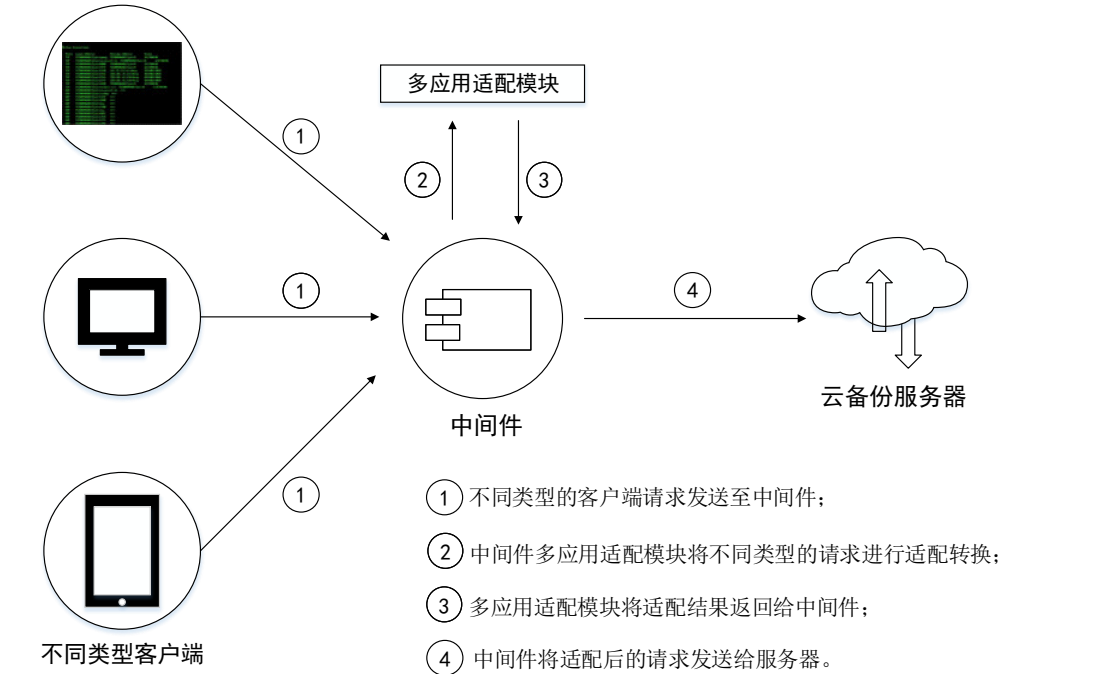 多应用适配模块
①
②
③
①
④
云备份服务器
中间件
①
①不同类型的客户端请求发送至中间件；
②中间件多应用适配模块将不同类型的请求进行适配转换；
③多应用适配模块将适配结果返回给中间件；
④中间件将适配后的请求发送给服务器。
不同类型客户端